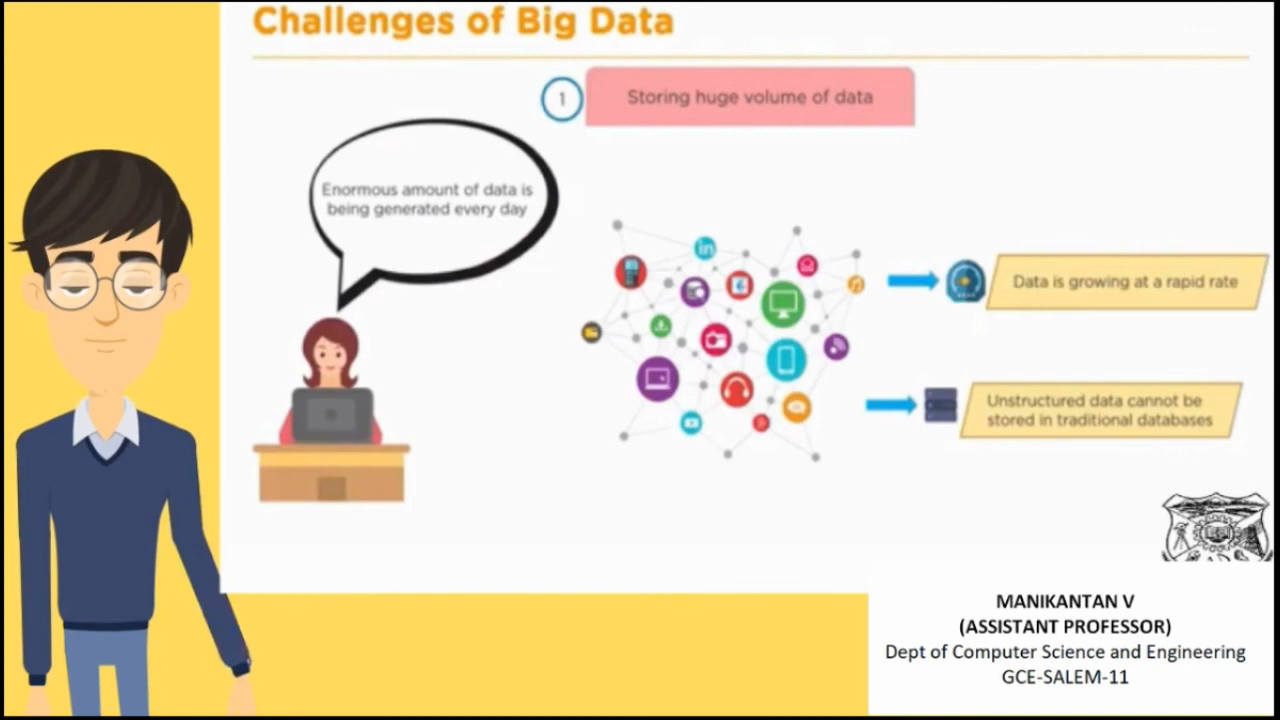 Challenges of Big Data
1
Storing huge volume of data
Enormous amount of data is
being generated every day
in
Data is growing at a rapid rate
Unstructured data cannot be
stored in traditional databases
MANIKANTAN V
(ASSISTANT PROFESSOR)
Dept of Computer Science and Engineering
GCE-SALEM-11